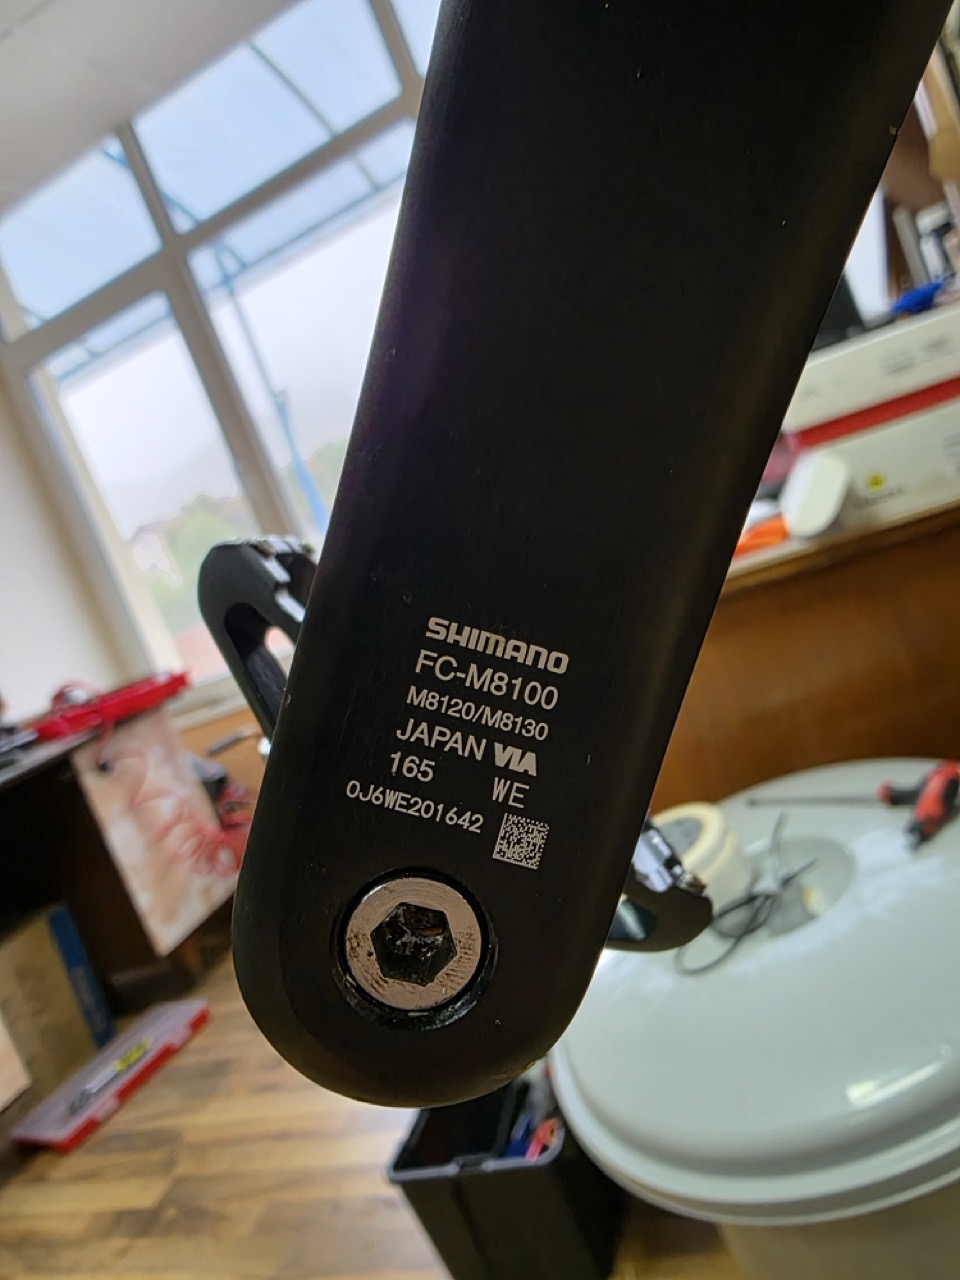 SHIMANO
FC-M8100
M8120/M8130
JAPAN VIA
165 WE
0J6WE201642